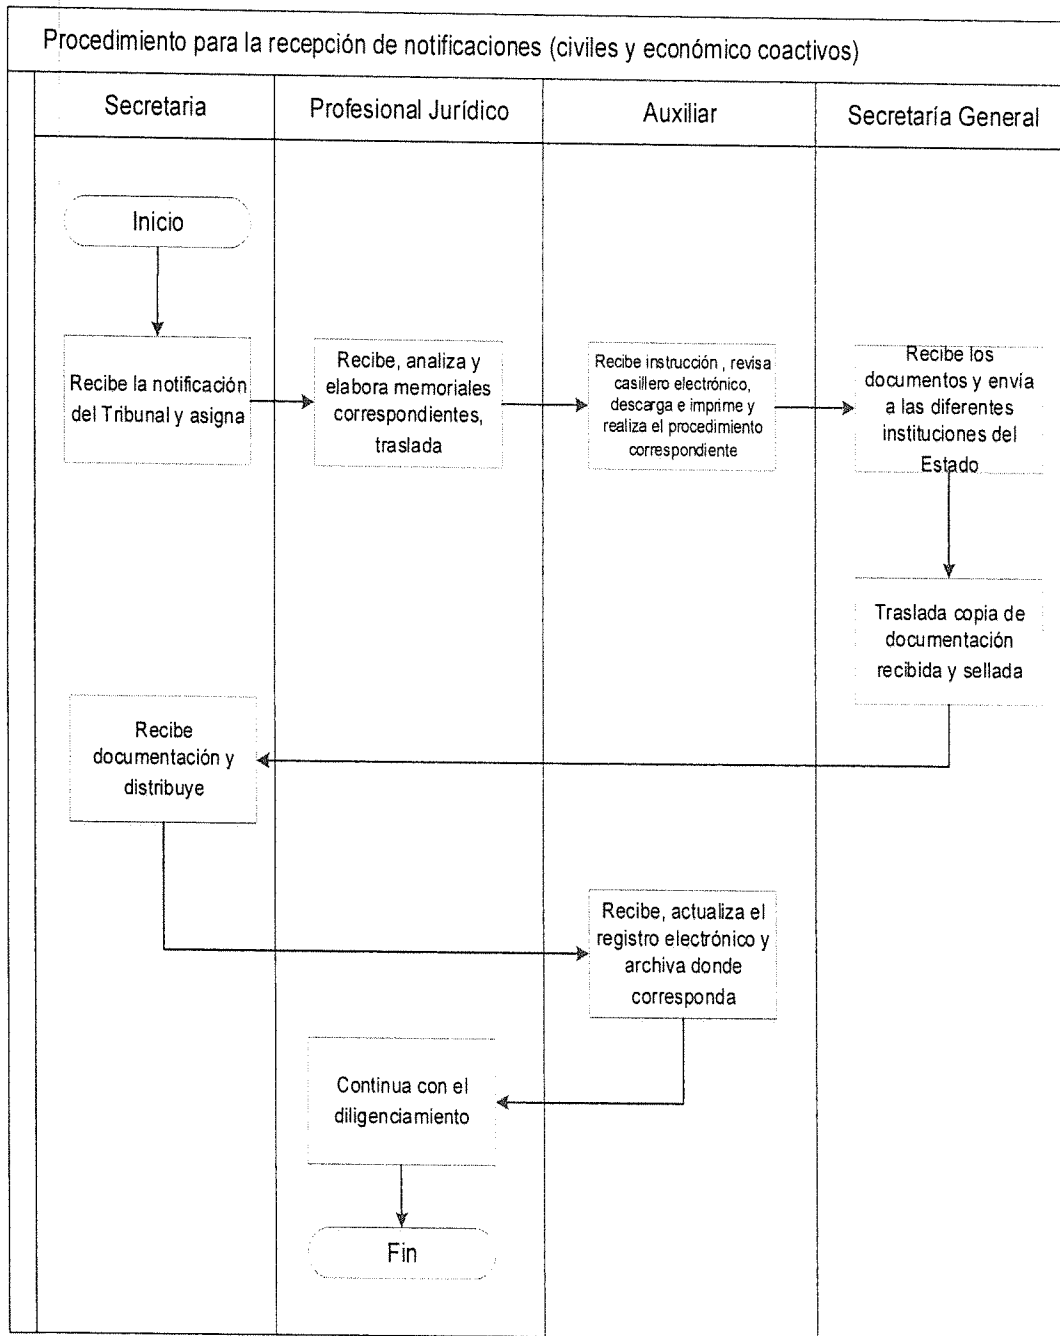 Procedimiento para la recepción de notificaciones (civiles y económico coactivos)
Secretaria
Profesional Jurídico
Auxiliar
Secretaría General
Inicio
Recibe la notificación
del Tribunal y asigna
Recibe, analiza y
elabora memoriales
correspondientes,
traslada
Recibe instrucción , revisa
casillero electrónico,
descarga e imprime y
realiza el procedimiento
correspondiente
Recibe los
documentos y envía
a las diferentes
instituciones del
Estado
Traslada copia de
documentación
recibida y sellada
Recibe
documentación y
distribuye
Recibe, actualiza el
registro electrónico y
archiva donde
corresponda
Continua con el
diligenciamiento
Fin